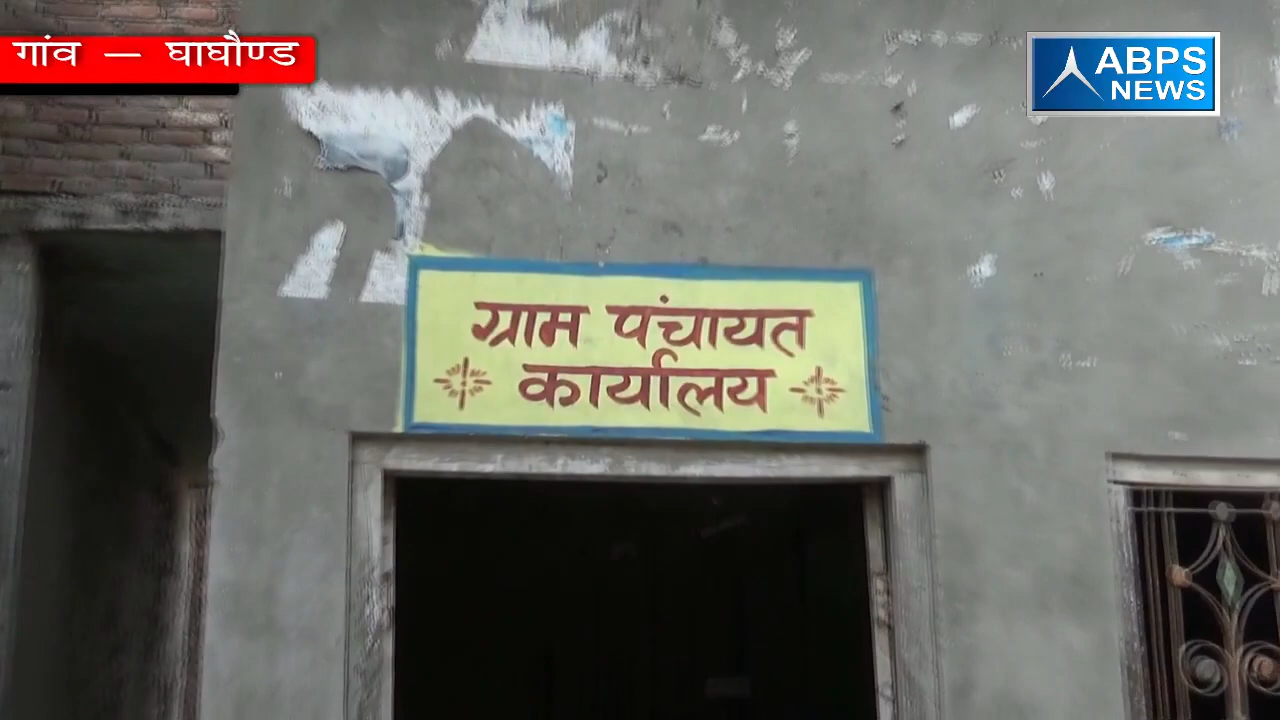 गांव — घाघौण्ड
ABPS
NEWS
ग्राम पंचायत
कार्यालय